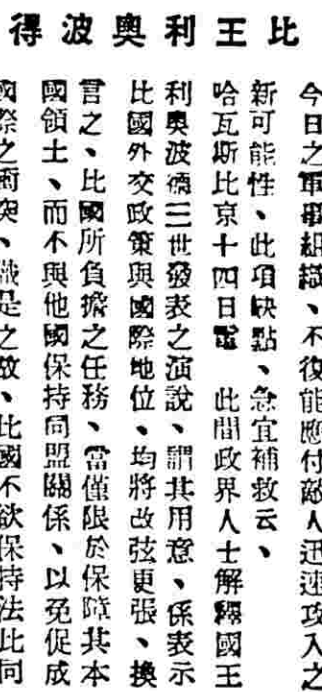 比王利奧波得
今日之軍事組織、不復能應付敵人迅速攻入之
新可能性、此項缺點、急宜補救云、
哈瓦斯比京十四日電　此間政界人士解釋國王
利奧波德三世發表之演說、謂其用意、係表示
比國外交政策與國際地位、均將改弦更張、換
言之、比國所負擔之任務、當僅限於保障其本
國領土、而不與他國保持同盟關係、以免促成
國際之衝突、職是之故、比國不欲保持法比同